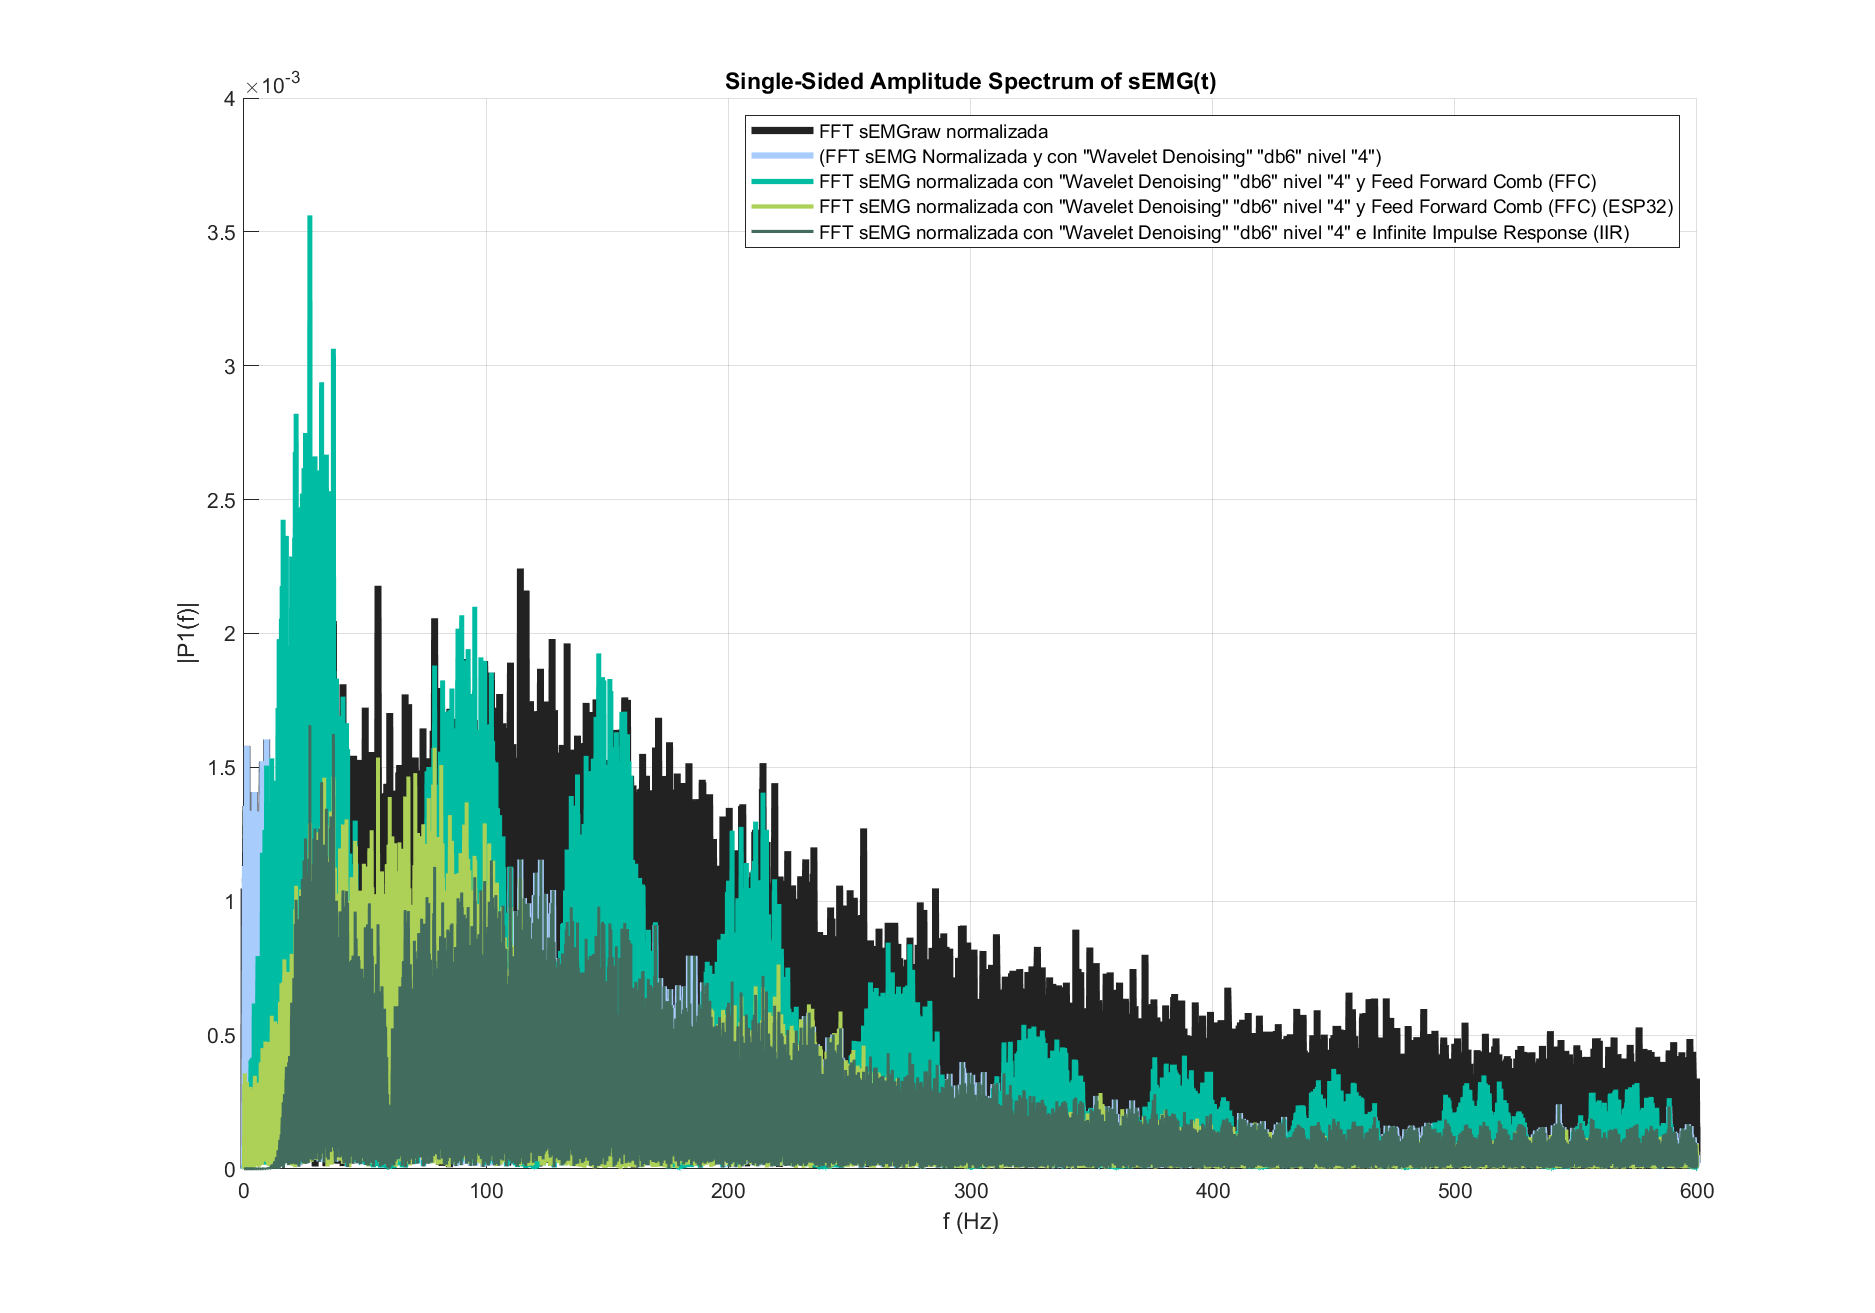 Single-Sided Amplitude Spectrum of sEMG(t)
×10-3
FFT sEMGraw normalizada
(FFT sEMG Normalizada y con "Wavelet Denoising" "db6" nivel "4")
FFT sEMG normalizada con "Wavelet Denoising" "db6" nivel "4" y Feed Forward Comb (FFC)
FFT sEMG normalizada con "Wavelet Denoising" "db6" nivel "4" y Feed Forward Comb (FFC) (ESP32)
FFT sEMG normalizada con "Wavelet Denoising" "db6" nivel "4" e Infinite Impulse Response (IIR)
4
3.5
3
2.5
2
1.5
1
0.5
0
|P1(f)|
0 100 200 300 400 500 600
f (Hz)